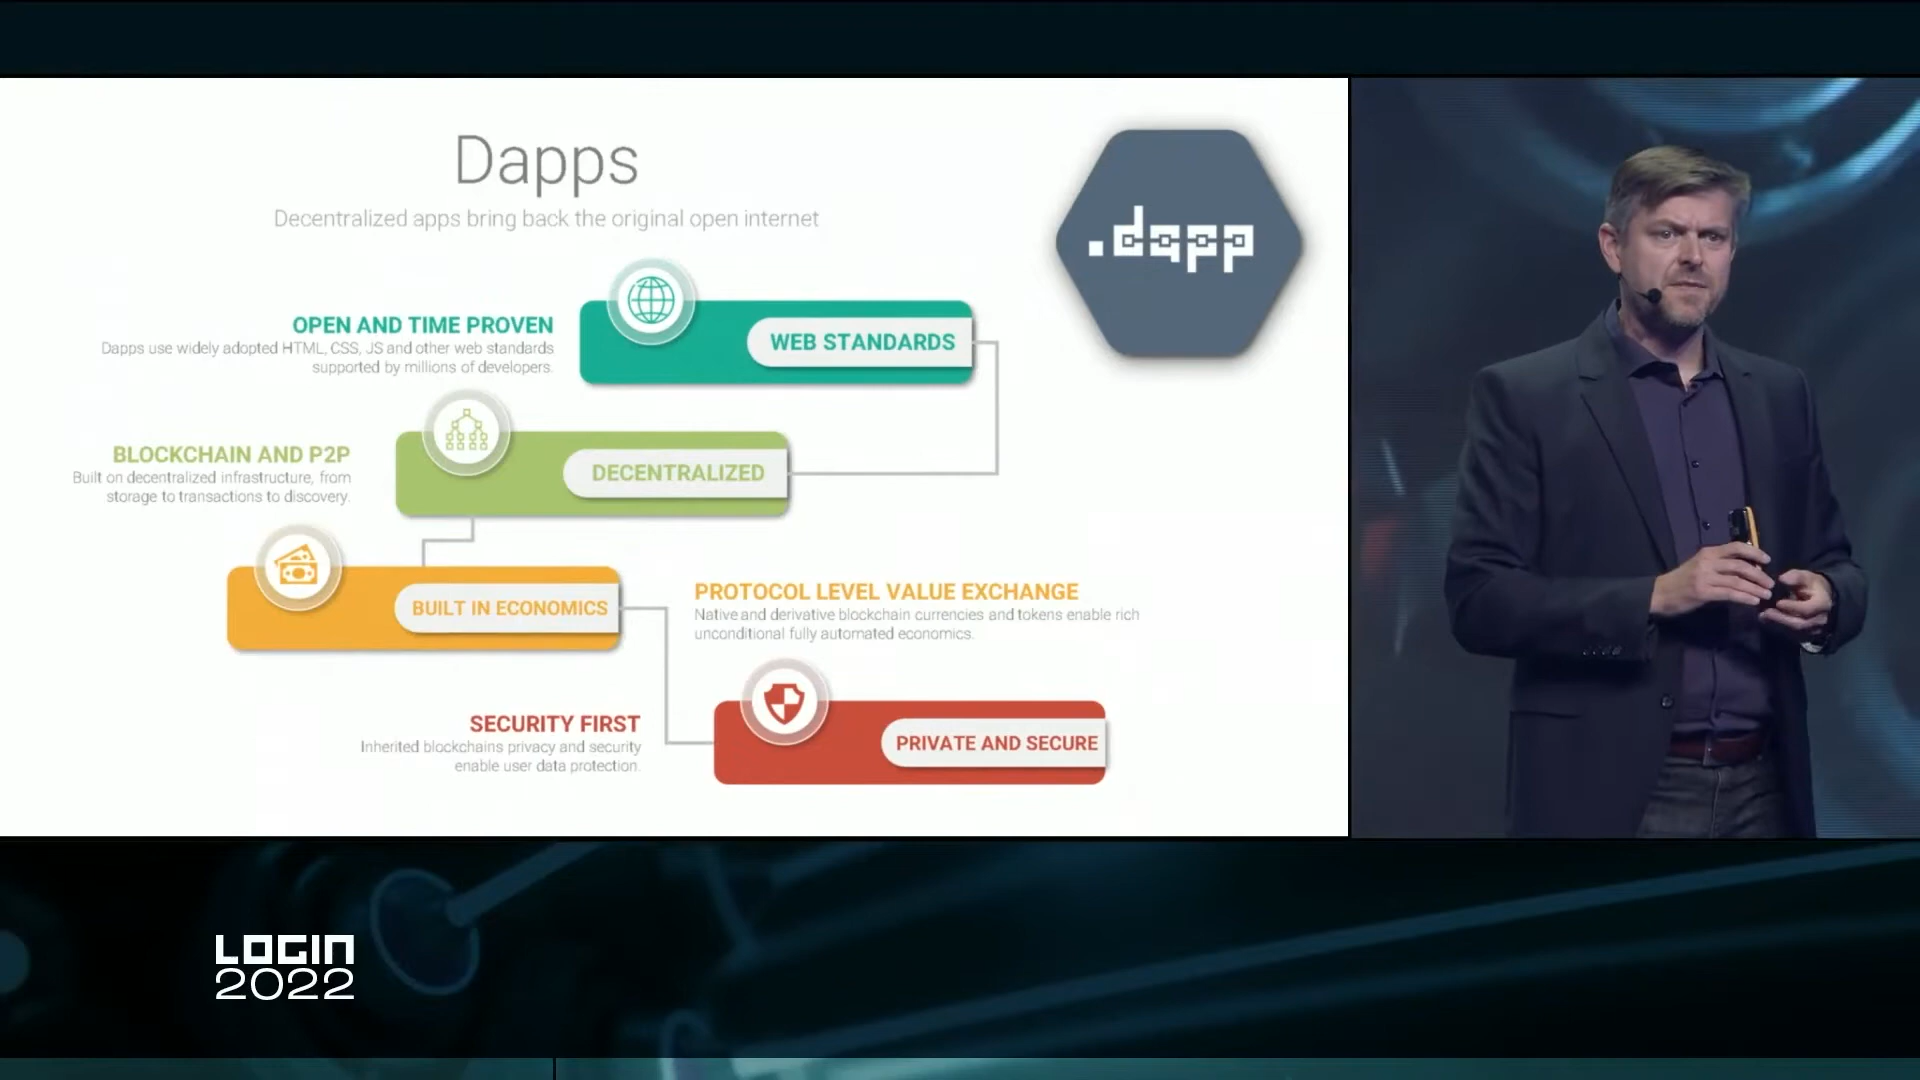 Dapps
Decentralized apps bring back the original open internet
.dapp
OPEN AND TIME PROVEN
Dapps use widely adopted HTML, CSS, JS and other web standards
supported by millions of developers.
WEB STANDARDS
BLOCKCHAIN AND P2P
Built on decentralized infrastructure, from
storage to transactions to discovery.
DECENTRALIZED
BUILT IN ECONOMICS
PROTOCOL LEVEL VALUE EXCHANGE
Native and derivative blockchain currencies and tokens enable rich
unconditional fully automated economics.
SECURITY FIRST
Inherited blockchains privacy and security
enable user data protection.
PRIVATE AND SECURE
LOGIN
2022